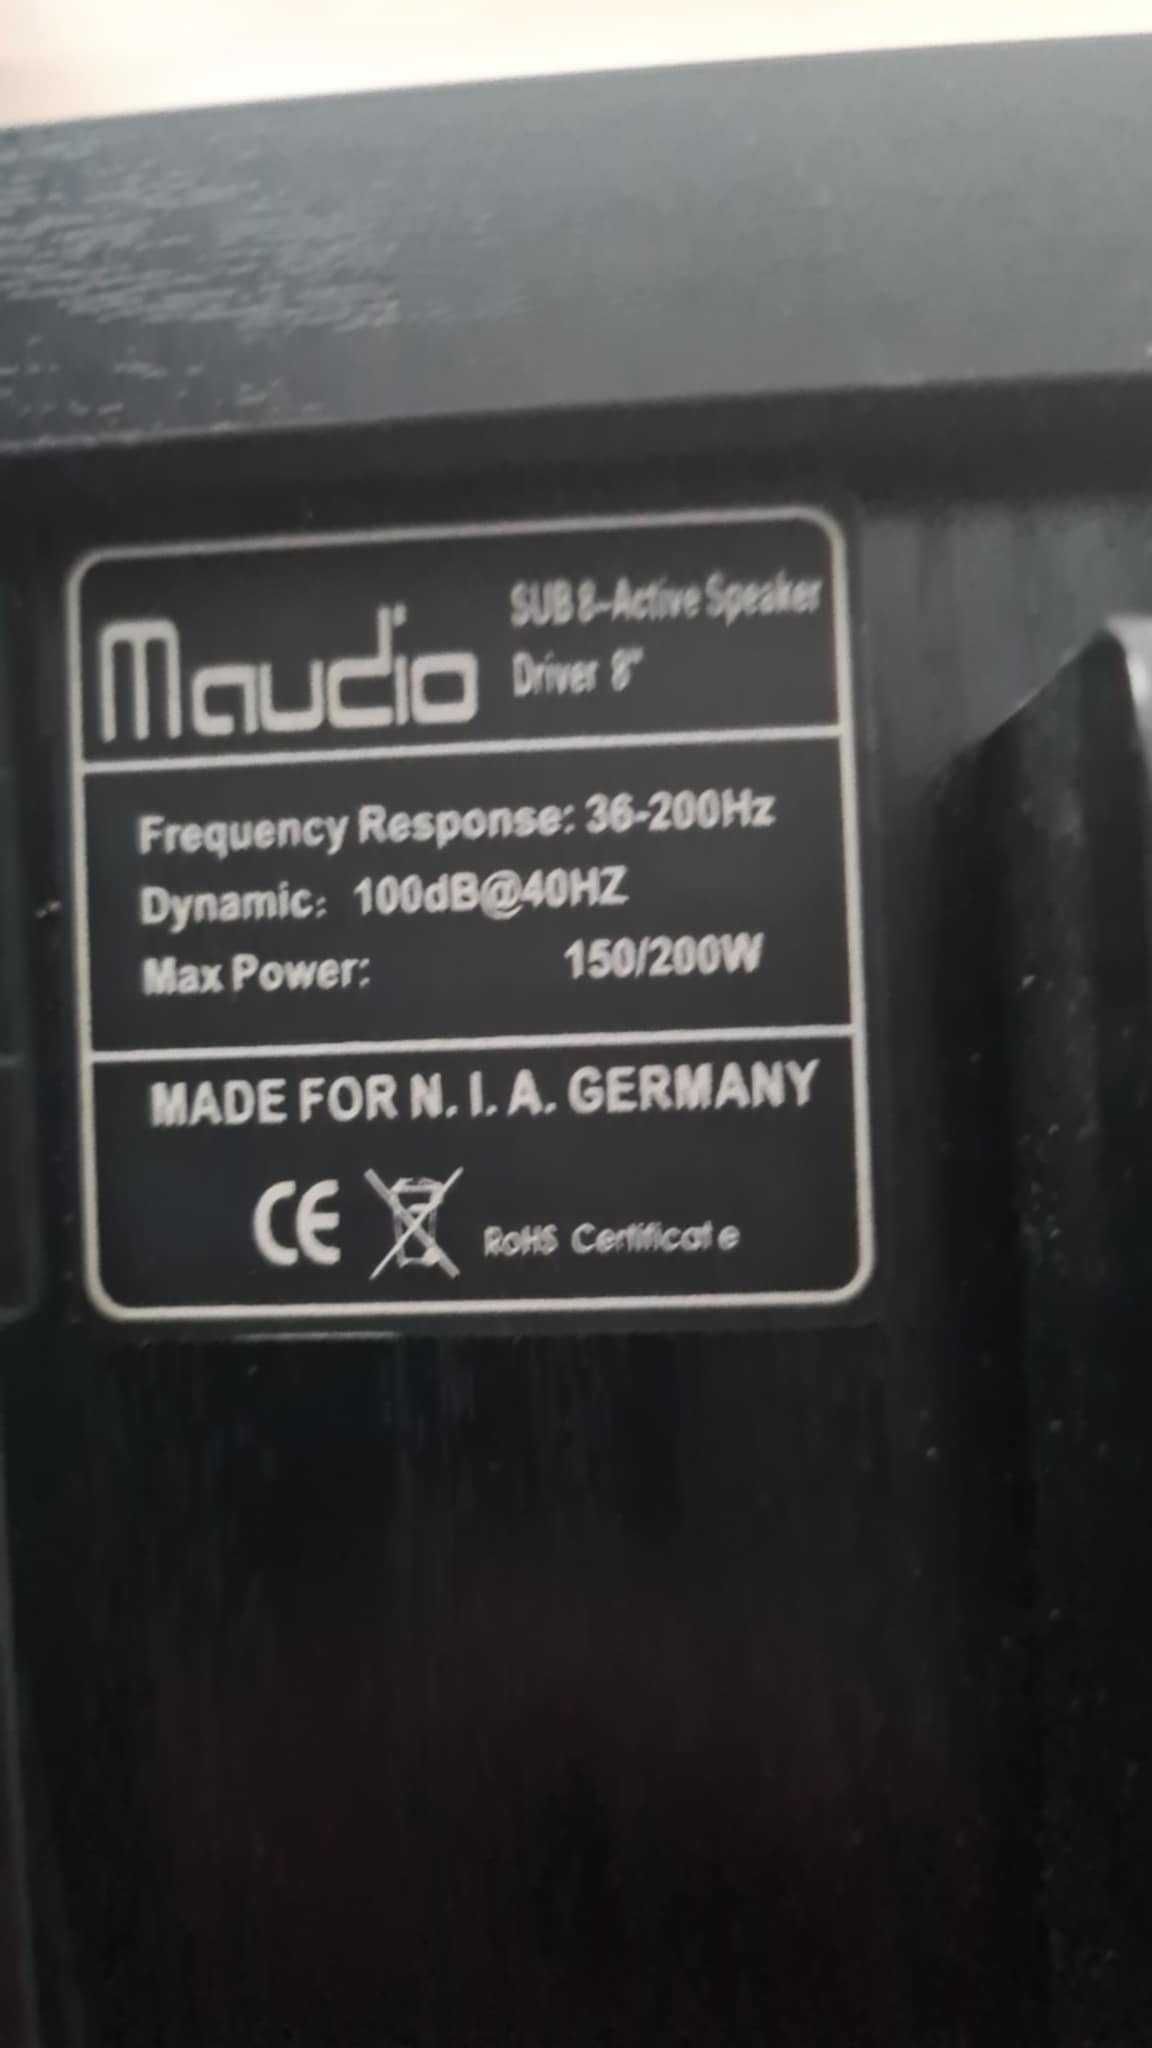 Maudio
SUB 8-Active Speaker
Driver 8"
Frequency Response: 36-200Hz
Dynamic: 100dB@40HZ
Max Power: 150/200W
MADE FOR N. I. A. GERMANY
CE RoHS Certificate